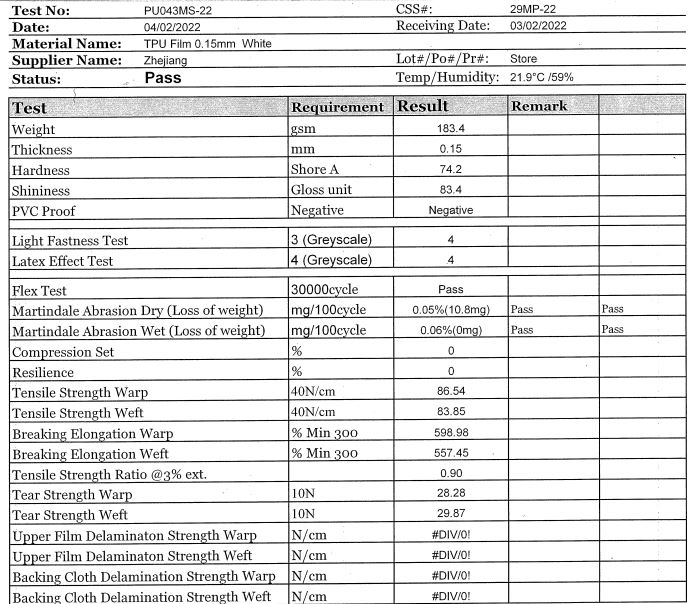 Test No: PU043MS-22 CSS#: 29MP-22
Date: 04/02/2022 Receiving Date: 03/02/2022
Material Name: TPU Film 0.15mm White
Supplier Name: Zhejiang Lot#/Po#/Pr#: Store
Status: Pass Temp/Humidity: 21.9°C /59%
Test Requirement Result Remark
Weight gsm 183.4
Thickness mm 0.15
Hardness Shore A 74.2
Shininess Gloss unit 83.4
PVC Proof Negative Negative
Light Fastness Test 3 (Greyscale) 4
Latex Effect Test 4 (Greyscale) 4
Flex Test 30000cycle Pass
Martindale Abrasion Dry (Loss of weight) mg/100cycle 0.05%(10.8mg) Pass Pass
Martindale Abrasion Wet (Loss of weight) mg/100cycle 0.06%(0mg) Pass Pass
Compression Set % 0
Resilience % 0
Tensile Strength Warp 40N/cm 86.54
Tensile Strength Weft 40N/cm 83.85
Breaking Elongation Warp % Min 300 598.98
Breaking Elongation Weft % Min 300 557.45
Tensile Strength Ratio @3% ext. 0.90
Tear Strength Warp 10N 28.28
Tear Strength Weft 10N 29.87
Upper Film Delaminaton Strength Warp N/cm #DIV/0!
Upper Film Delamination Strength Weft N/cm #DIV/0!
Backing Cloth Delamination Strength Warp N/cm #DIV/0!
Backing Cloth Delamination Strength Weft N/cm #DIV/0!